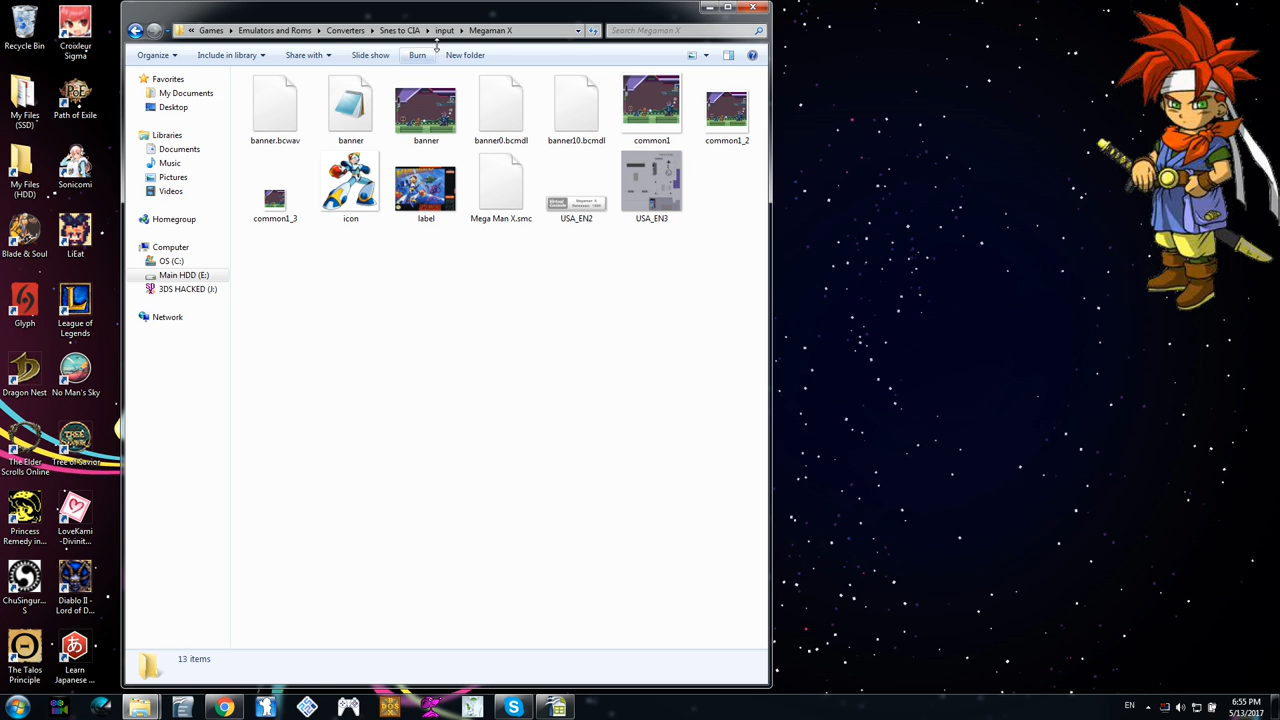 Recycle Bin
Croixleur Sigma
My Files (SSD)
Path of Exile
My Files (HDD)
Sonicomi
Blade & Soul
LiEat
Glyph
League of Legends
Dragon Nest
No Man's Sky
The Elder Scrolls Online
Tree of Savior
Princess Remedy in...
LoveKami -Divinit...
ChuSingur... S
Diablo II - Lord of D...
The Talos Principle
Learn Japanese ...
« Games Emulators and Roms Converters Snes to CIA input Megaman X
Search Megaman X
Organize Include in library Share with Slide show Burn New folder
Favorites
My Documents
Desktop
Libraries
Documents
Music
Pictures
Videos
Homegroup
Computer
OS (C:)
Main HDD (E:)
3DS HACKED (J:)
Network
banner.bcwav
banner
banner
banner0.bcmdl
banner10.bcmdl
common1
common1_2
common1_3
icon
label
Mega Man X.smc
USA_EN2
USA_EN3
Megaman X
13 items
EN
6:55 PM
5/13/2017